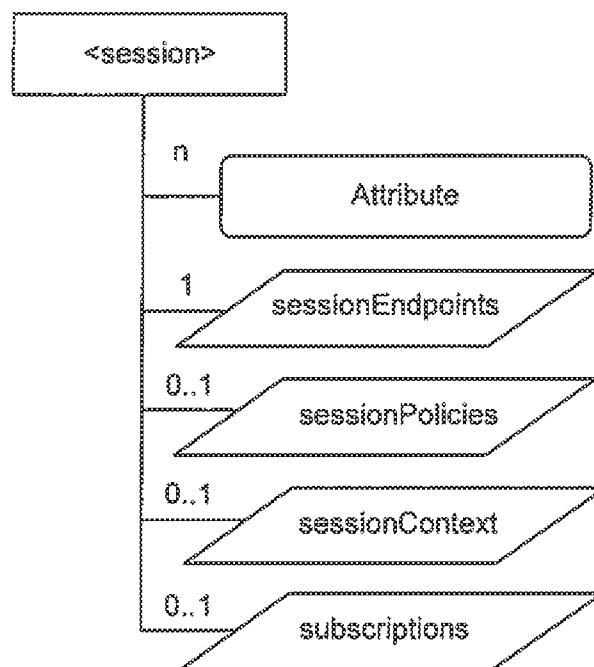 <session>
n
Attribute
1
sessionEndpoints
0..1
sessionPolicies
0..1
sessionContext
0..1
subscriptions